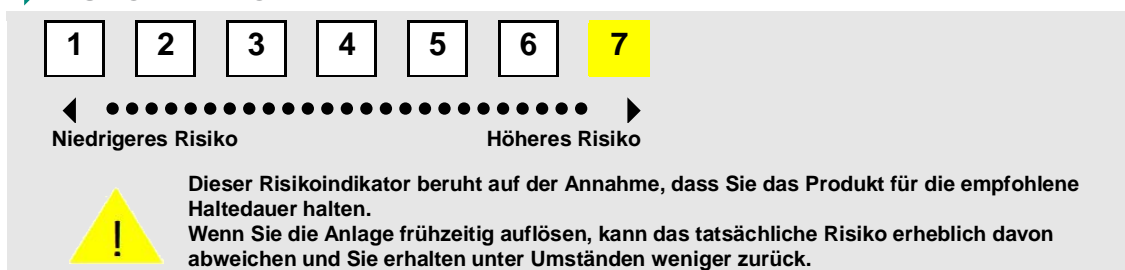 1 2 3 4 5 6 7
Niedrigeres Risiko Höheres Risiko
Dieser Risikoindikator beruht auf der Annahme, dass Sie das Produkt für die empfohlene
Haltedauer halten.
! Wenn Sie die Anlage frühzeitig auflösen, kann das tatsächliche Risiko erheblich davon
abweichen und Sie erhalten unter Umständen weniger zurück.